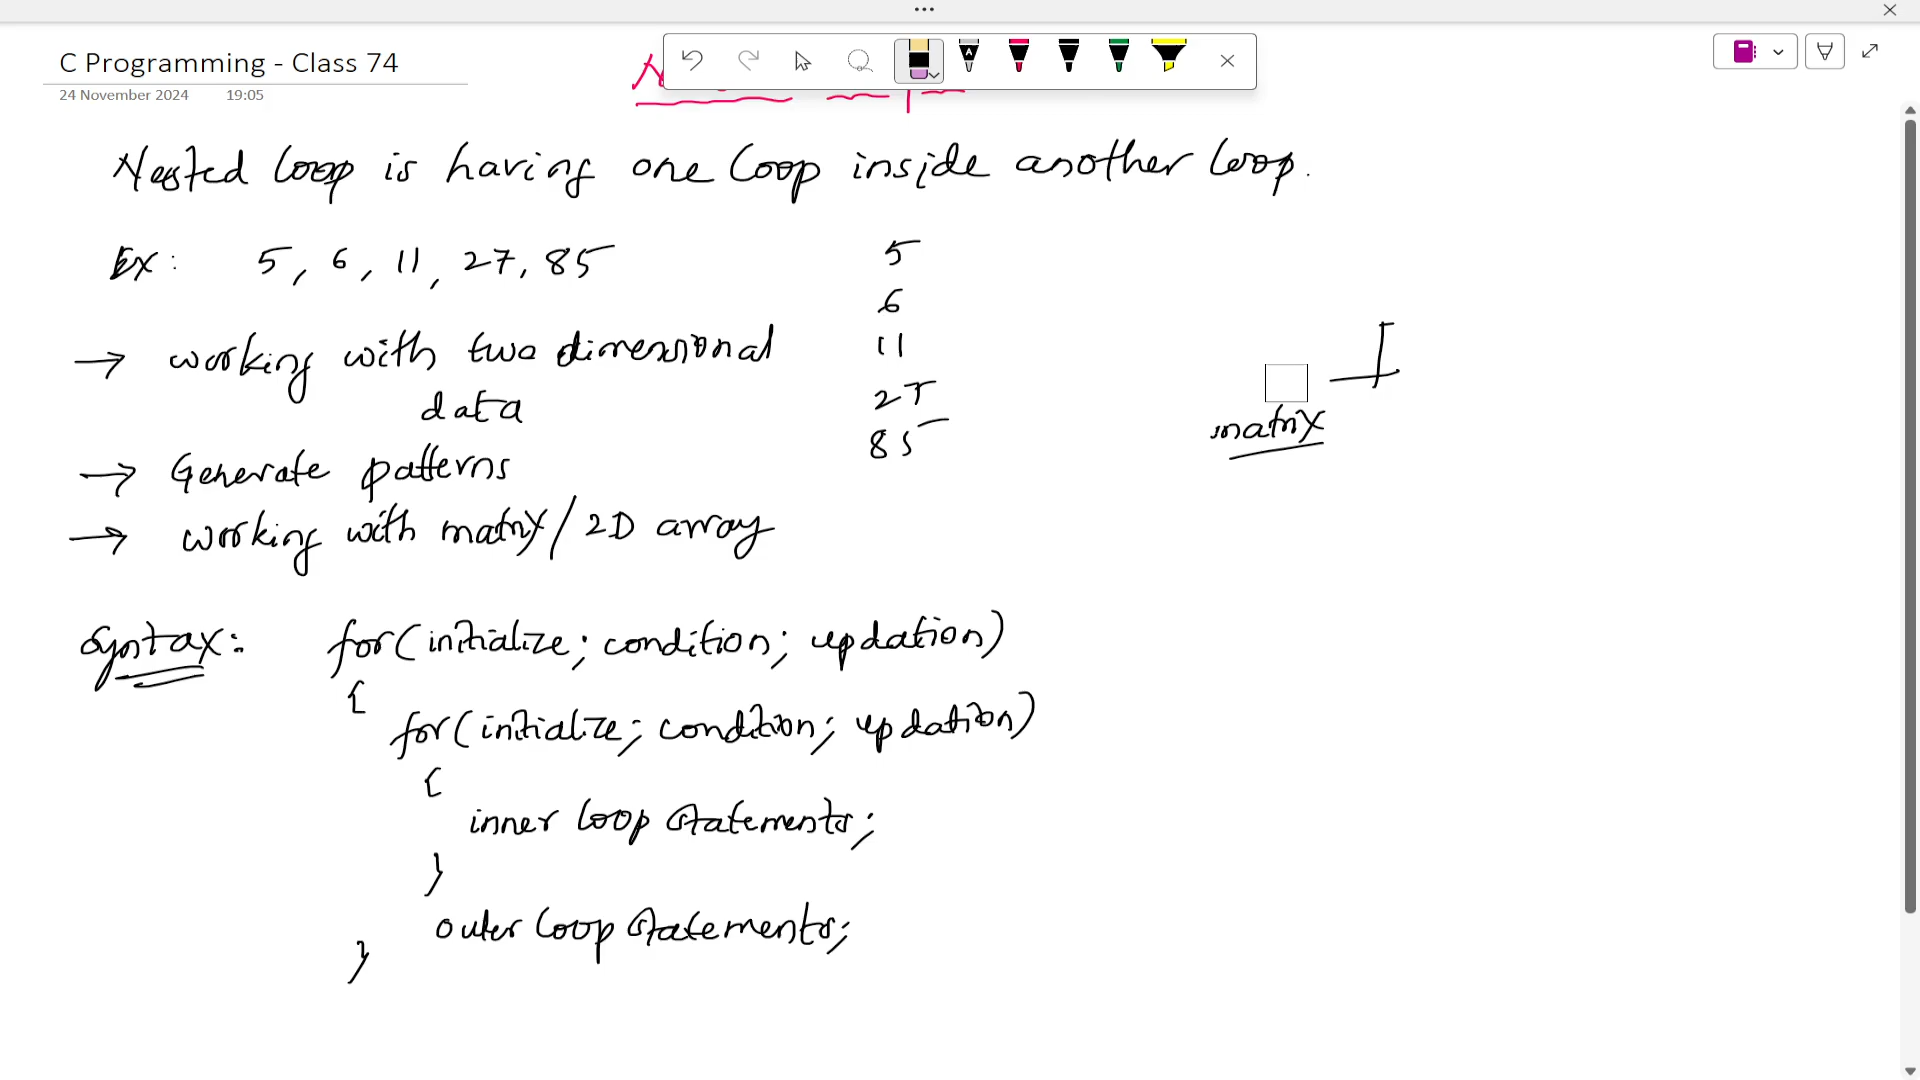 C Programming - Class 74
24 November 2024 19:05
Nested loop is having one loop inside another loop.
Ex: 5, 6, 11, 27, 85
5
6
11
27
85
→ working with two dimensional
data
→ Generate patterns
→ working with matrix / 2D array
matrix
Syntax: for(initialize; condition; updation)
{
for(initialize; condition; updation)
{
inner loop statements;
}
outer loop statements;
}